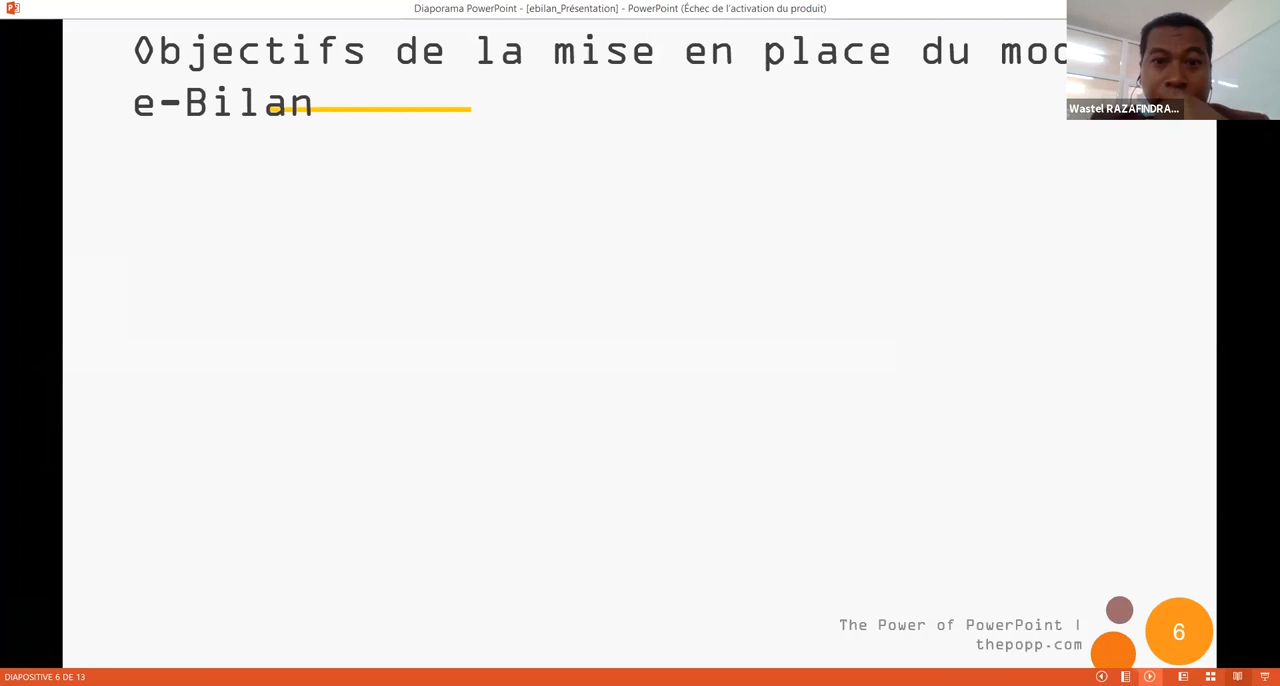 Diaporama PowerPoint - [ebilan_Présentation] - PowerPoint (Échec de l'activation du produit)
Objectifs de la mise en place du
e-Bilan
Wastel RAZAFINDRA...
The Power of PowerPoint |
thepopp.com
6
DIAPOSITIVE 6 DE 13